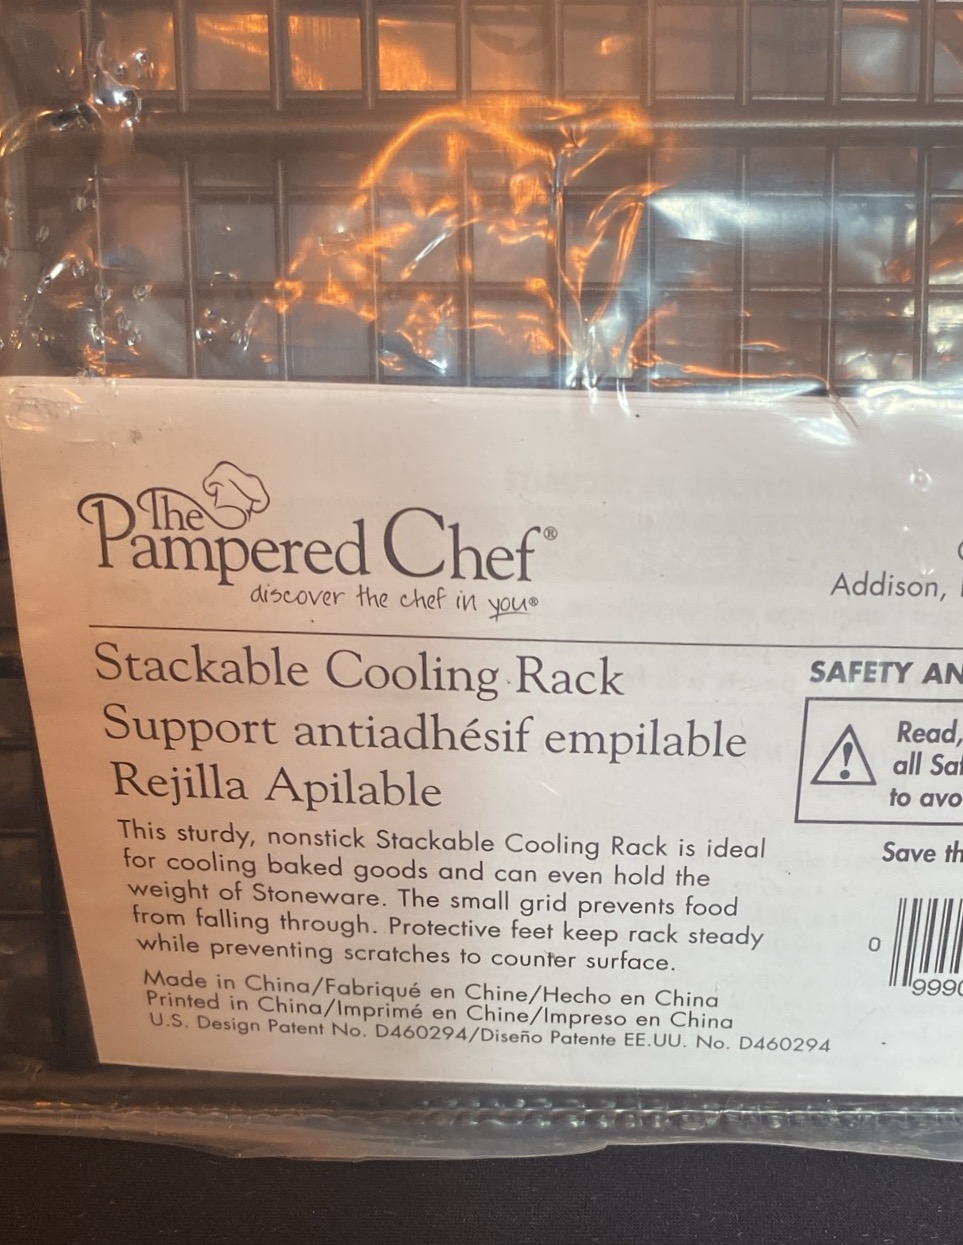 The
Pampered Chef®
discover the chef in you®
Addison,
Stackable Cooling Rack
Support antiadhésif empilable
Rejilla Apilable
This sturdy, nonstick Stackable Cooling Rack is ideal
for cooling baked goods and can even hold the
weight of Stoneware. The small grid prevents food
from falling through. Protective feet keep rack steady
while preventing scratches to counter surface.
Made in China/Fabriqué en Chine/Hecho en China
Printed in China/Imprimé en Chine/Impreso en China
U.S. Design Patent No. D460294/Diseño Patente EE.UU. No. D460294
SAFETY AN
Read,
all Saf
to avo
Save th
0
9990